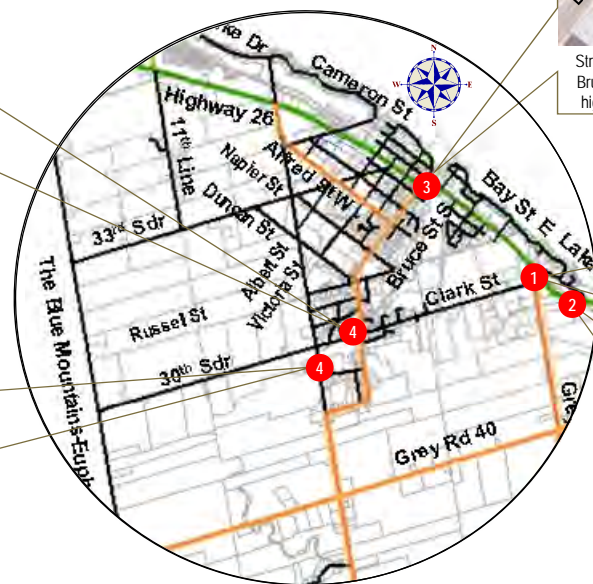 Str
Bru
hig
ke Dr
Cameron St
N
W
E
S
Highway 26
11th Line
Alfred St W
Napier St
Duncan St
33rd Sdr
3
Bay St E
Lake
Bruce St S
Albert St
Victoria St
Clark St
1
2
The Blue Mountains-Euph
Russel St
4
30th Sdr
4
Gre
Grey Rd 40